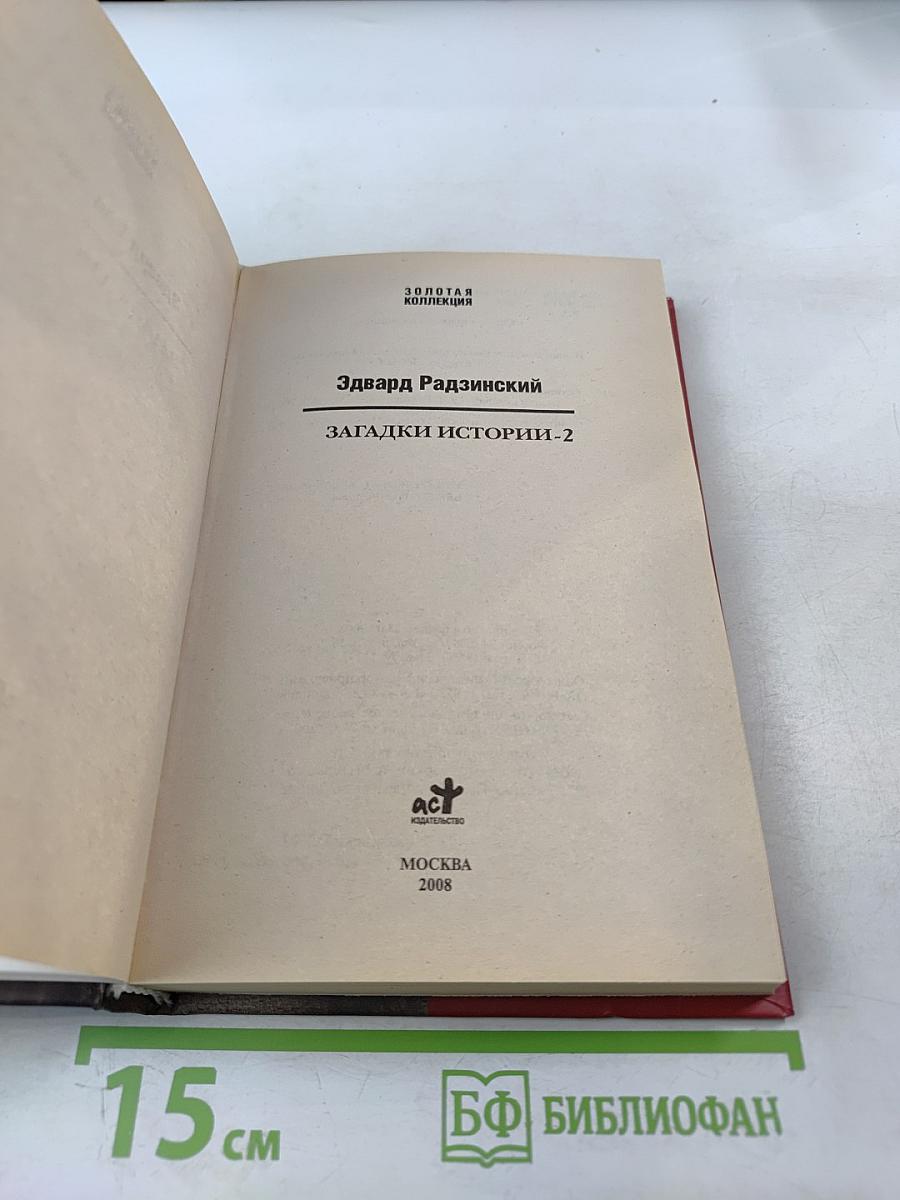 ЗОЛОТАЯ
КОЛЛЕКЦИЯ
Эдвард Радзинский
ЗАГАДКИ ИСТОРИИ-2
аст
ИЗДАТЕЛЬСТВО
МОСКВА
2008
15 см
БФ БИБЛИОФАН